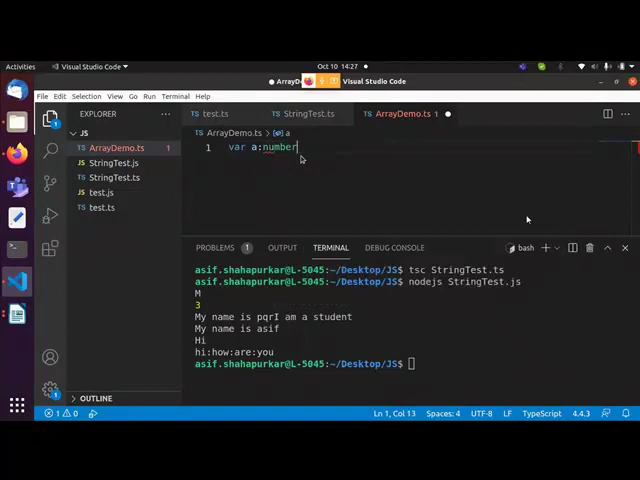 Activities
Visual Studio Code
Oct 10 14:27
ArrayD
Visual Studio Code
File Edit Selection View Go Run Terminal Help
EXPLORER
test.ts StringTest.ts ArrayDemo.ts 1
JS
ArrayDemo.ts > a
ArrayDemo.ts 1
1 var a:number
StringTest.js
StringTest.ts
test.js
test.ts
PROBLEMS 1 OUTPUT TERMINAL DEBUG CONSOLE
bash
asif.shahapurkar@L-5045:~/Desktop/JS$ tsc StringTest.ts
asif.shahapurkar@L-5045:~/Desktop/JS$ nodejs StringTest.js
M
3
My name is pqrI am a student
My name is asif
Hi
hi:how:are:you
asif.shahapurkar@L-5045:~/Desktop/JS$
OUTLINE
1 0
Ln 1, Col 13 Spaces: 4 UTF-8 LF TypeScript 4.4.3